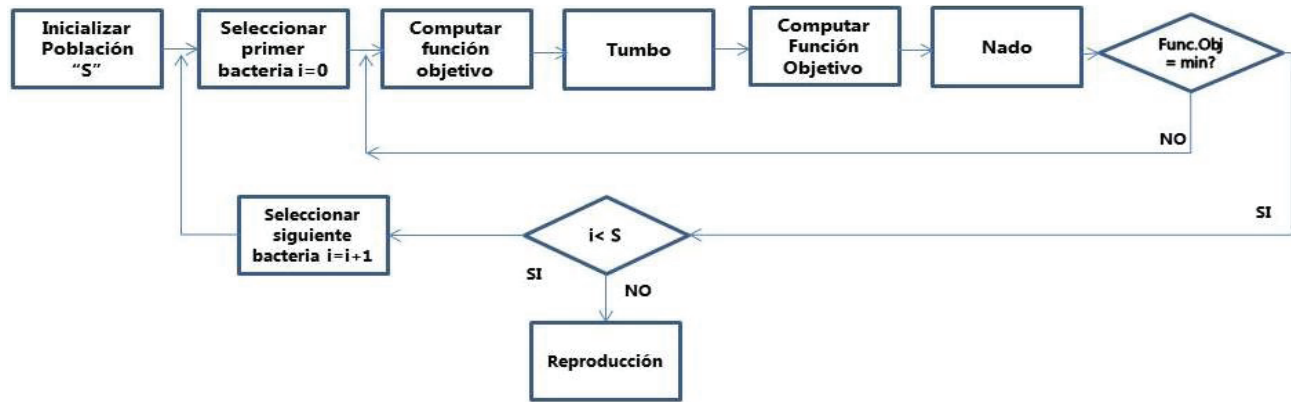 Inicializar
Población
“S”
Seleccionar
primer
bacteria i=0
Computar
función
objetivo
Tumbo
Computar
Función
Objetivo
Nado
Func.Obj
= min?
NO
SI
Seleccionar
siguiente
bacteria i=i+1
i< S
SI
NO
Reproducción